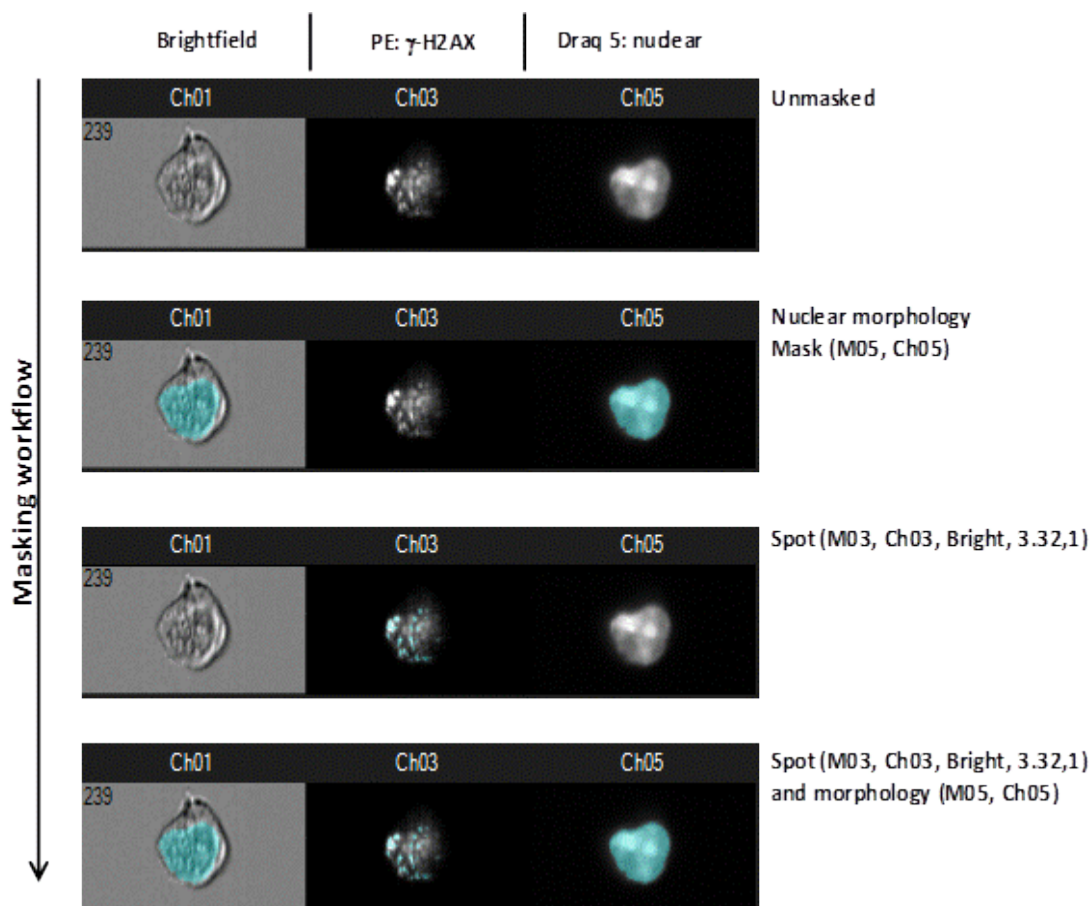 Brightfield
PE: γ-H2AX
Draq 5: nuclear
Masking workflow
Ch01 Ch03 Ch05
Unmasked
239
Ch01 Ch03 Ch05
Nuclear morphology
Mask (M05, Ch05)
239
Ch01 Ch03 Ch05
Spot (M03, Ch03, Bright, 3.32,1)
239
Ch01 Ch03 Ch05
Spot (M03, Ch03, Bright, 3.32,1)
and morphology (M05, Ch05)
239